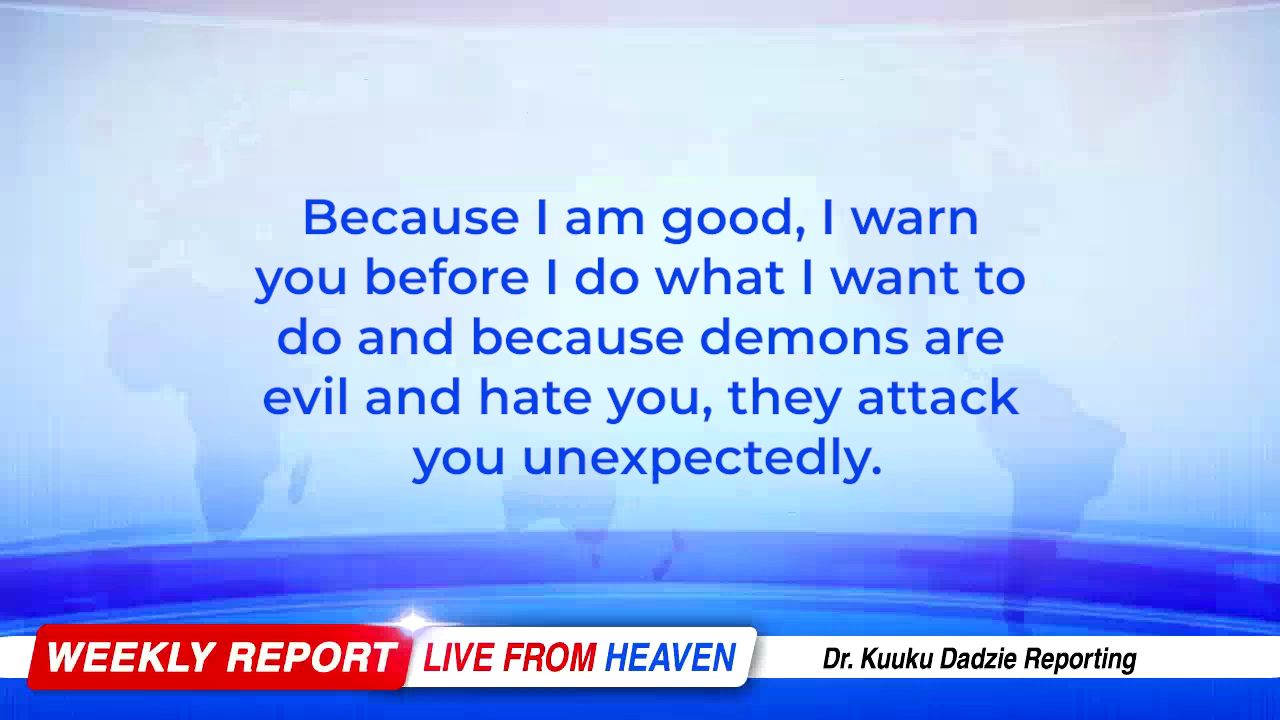 Because I am good, I warn
you before I do what I want to
do and because demons are
evil and hate you, they attack
you unexpectedly.
WEEKLY REPORT LIVE FROM HEAVEN Dr. Kuuku Dadzie Reporting